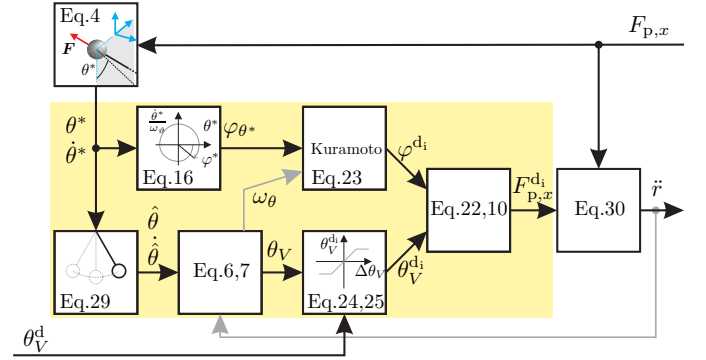 Eq.4
F
θ*
F_{p,x}
θ*
θ̇*
θ̇*/ω_ϑ
θ*
φ*
Eq.16
φ_{θ*}
Kuramoto
Eq.23
φ^{d_i}
ω_θ
Eq.22,10
F^{d_i}_{p,x}
Eq.30
r̈
θ̂
θ̂̇
Eq.29
Eq.6,7
θ_V
θ_V^{d_i}
Δθ_V
Eq.24,25
θ_V^{d_i}
θ_V^d